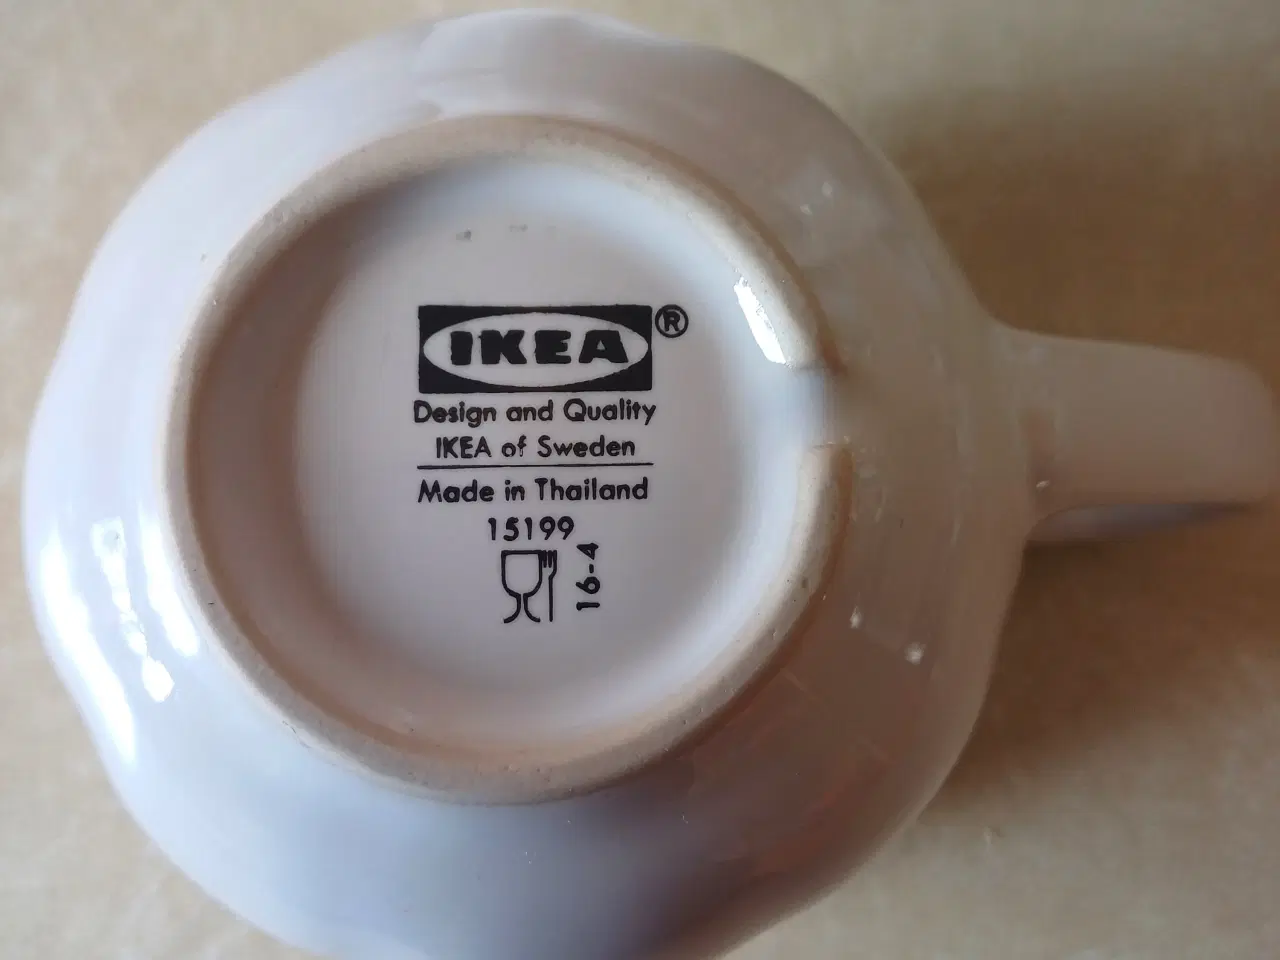 IKEA®
Design and Quality
IKEA of Sweden
Made in Thailand
15199
16-4